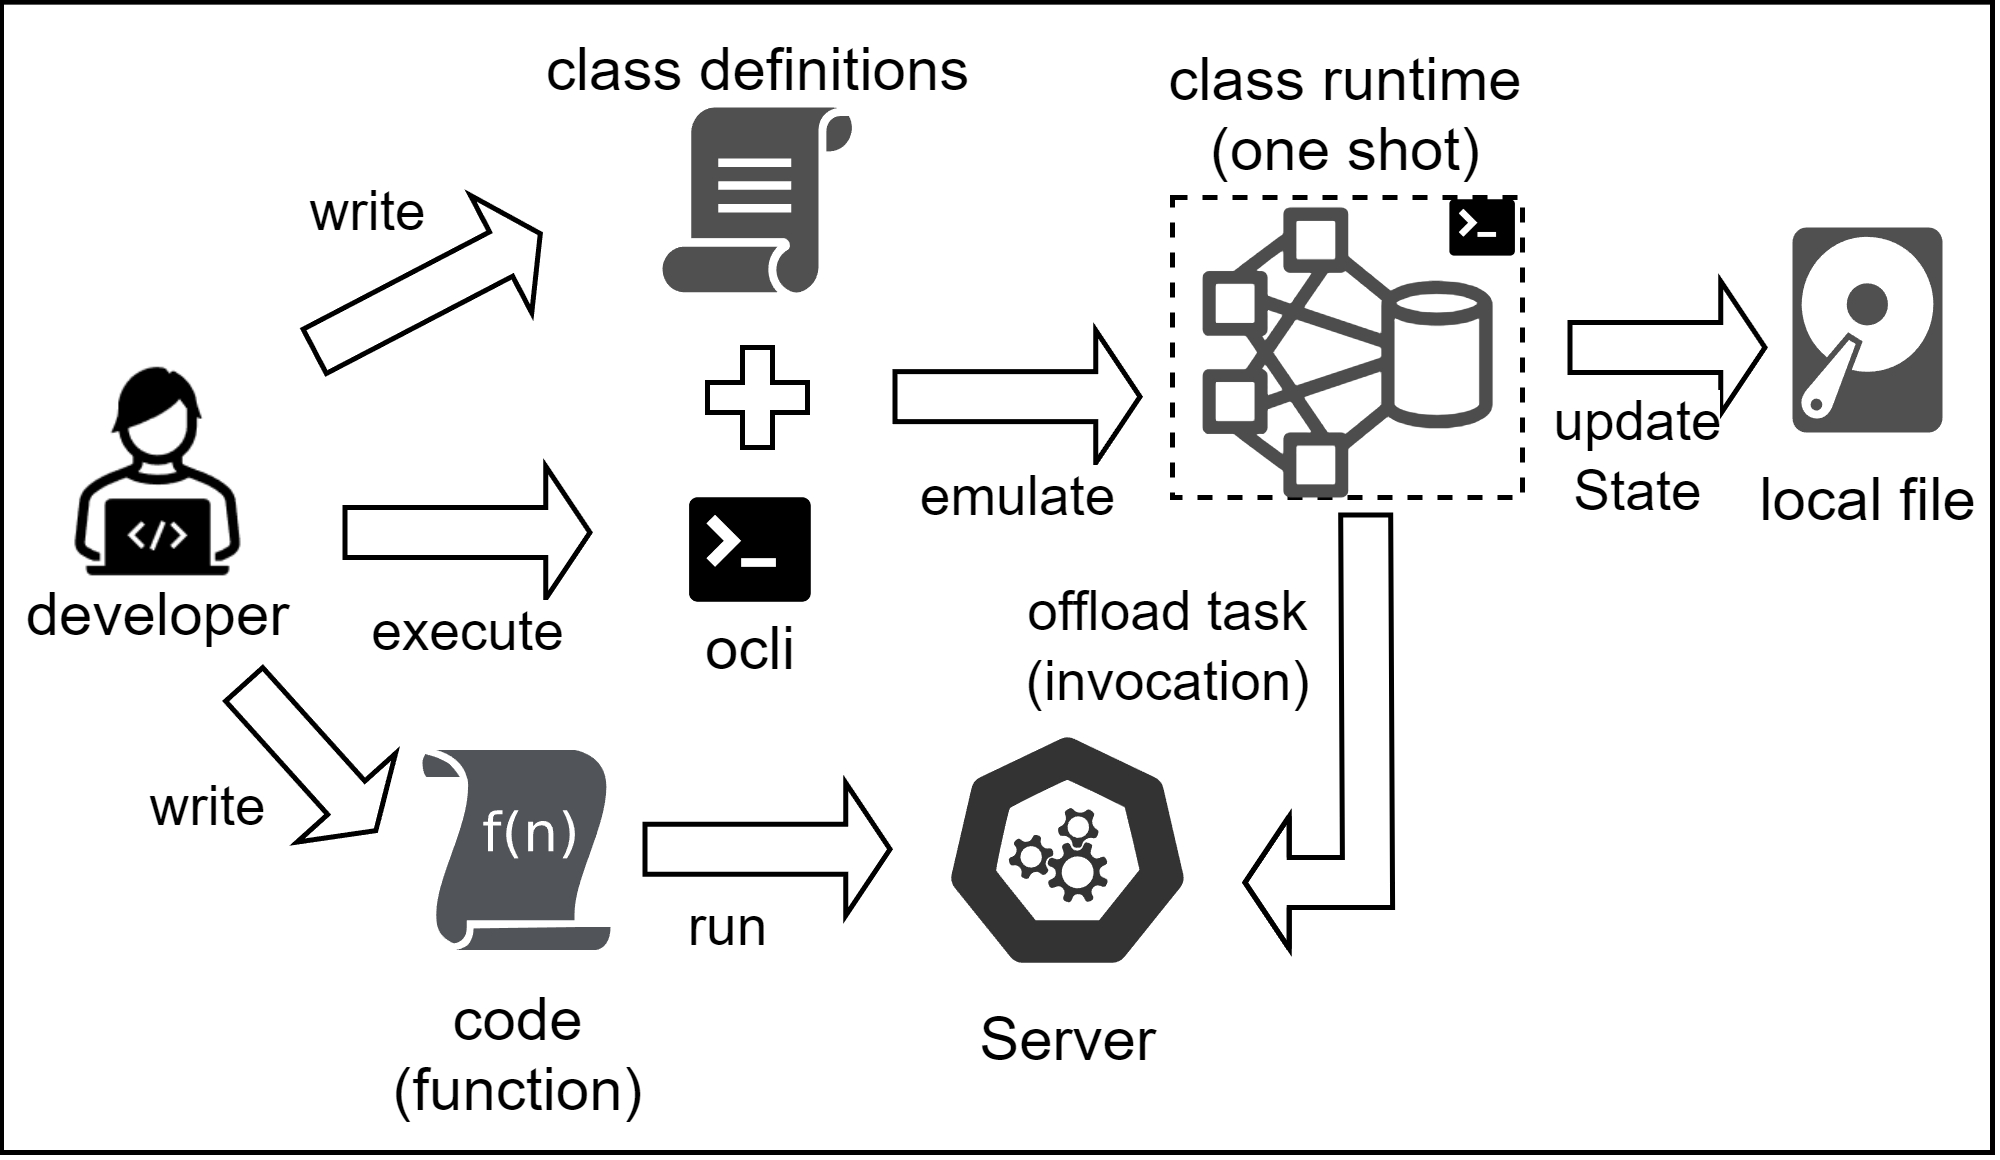 class definitions
class runtime
(one shot)
write
>_
</>
developer
execute
>_
ocli
emulate
update
State
local file
offload task
(invocation)
write
f(n)
run
code
(function)
Server